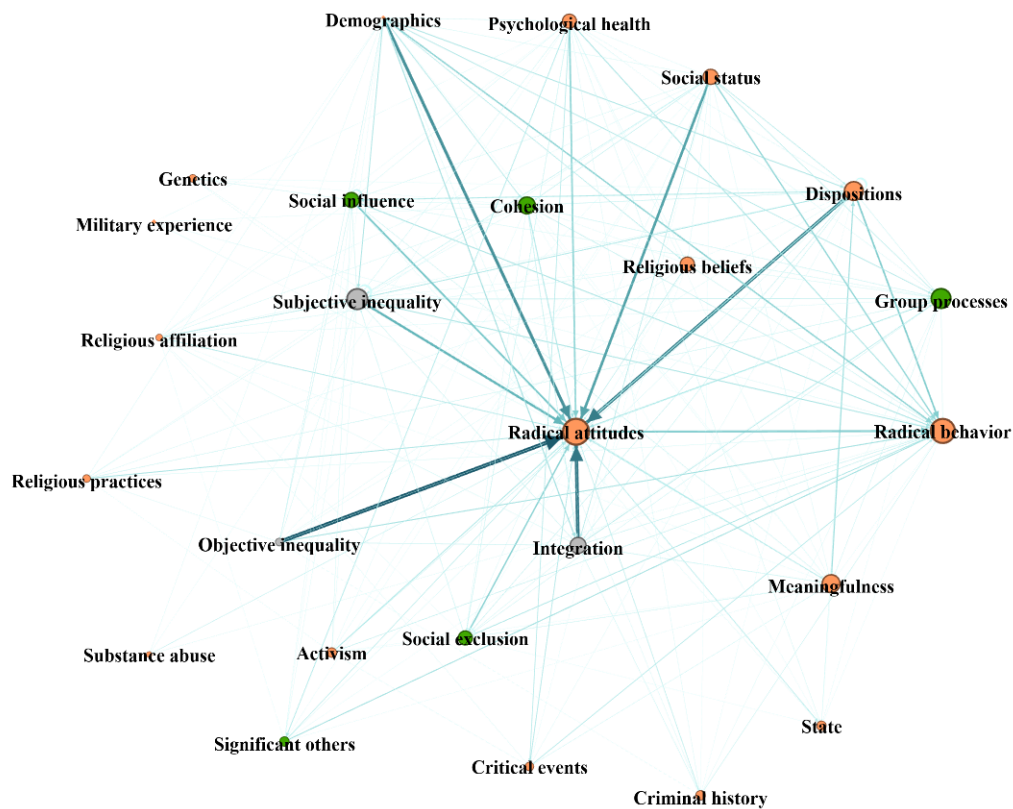 Demographics
Psychological health
Social status
Genetics
Social influence
Cohesion
Dispositions
Military experience
Religious beliefs
Subjective inequality
Group processes
Religious affiliation
Radical attitudes
Radical behavior
Religious practices
Objective inequality
Integration
Meaningfulness
Social exclusion
Substance abuse
Activism
State
Significant others
Critical events
Criminal history